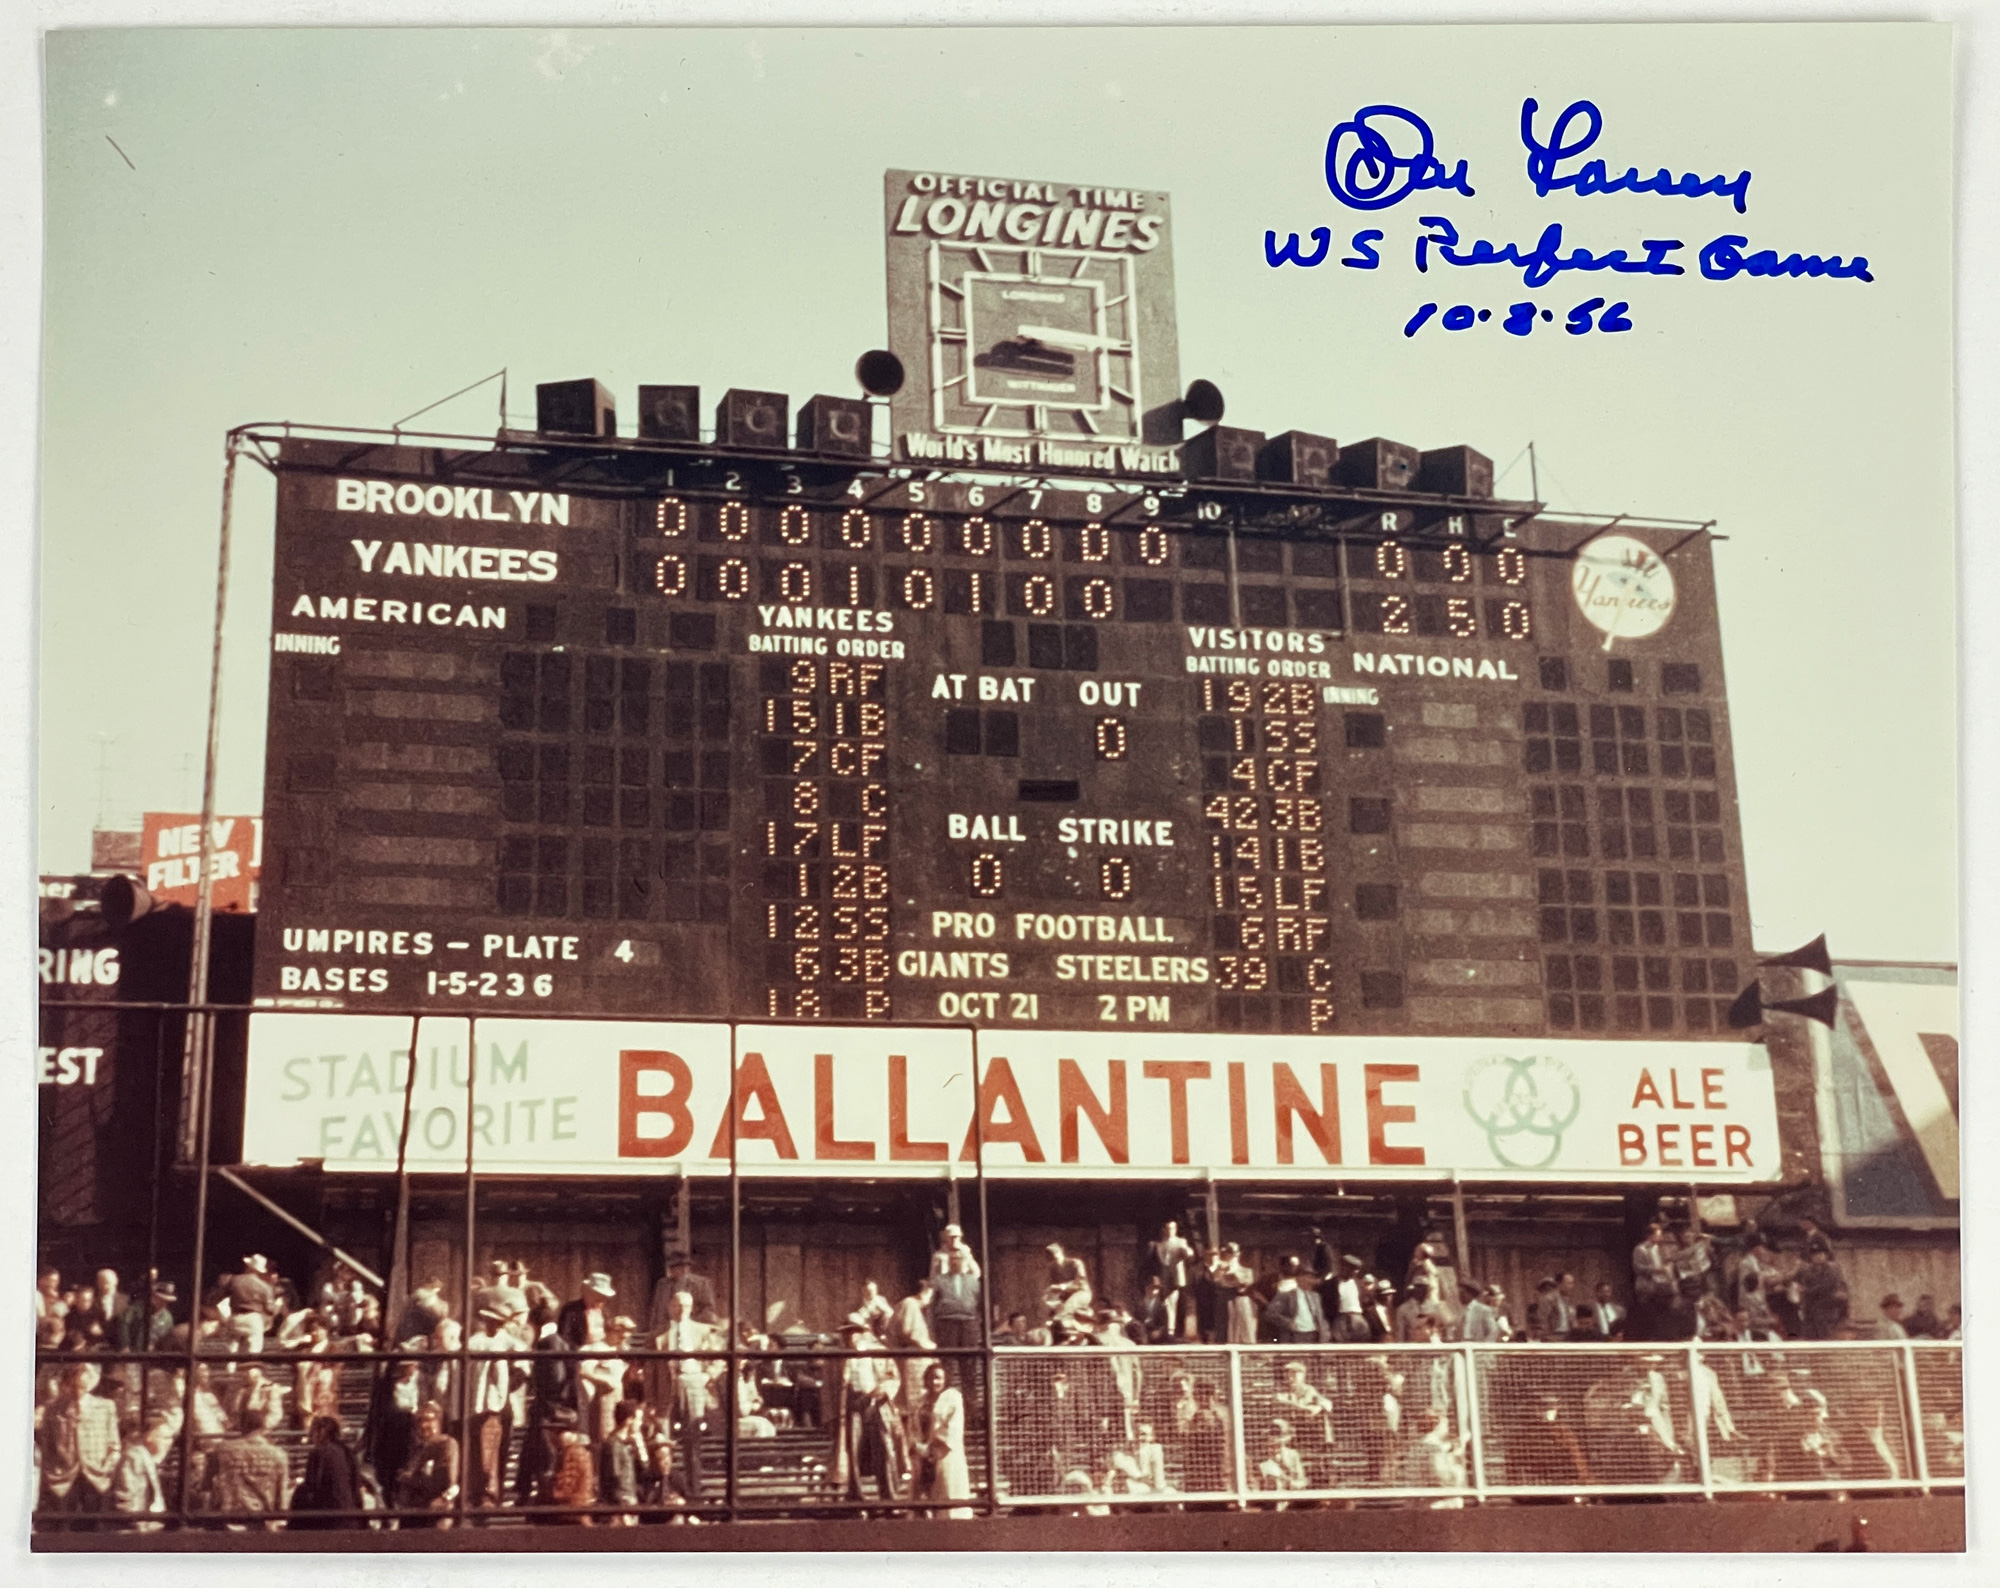 Don Larsen
WS Perfect Game
10·8·56
OFFICIAL TIME
LONGINES
LONGINES
WITTNAUER
World's Most Honored Watch
1 2 3 4 5 6 7 8 9 10 R H E
BROOKLYN 0 0 0 0 0 0 0 0 0 0 0 0
YANKEES 0 0 0 1 0 1 0 0 2 5 0
Yankees
AMERICAN
INNING
YANKEES
BATTING ORDER
9 RF
15 1B
7 CF
8 C
17 LF
1 2B
12 SS
6 3B
18 P
AT BAT OUT
0
BALL STRIKE
0 0
PRO FOOTBALL
GIANTS STEELERS
OCT 21 2 PM
VISITORS
BATTING ORDER
19 2B
1 SS
4 CF
42 3B
14 1B
15 LF
6 RF
39 C
P
NATIONAL
INNING
UMPIRES – PLATE 4
BASES 1-5-2 3 6
NEW
FILTER
RING
EST
STADIUM
FAVORITE
BALLANTINE
ALE
BEER